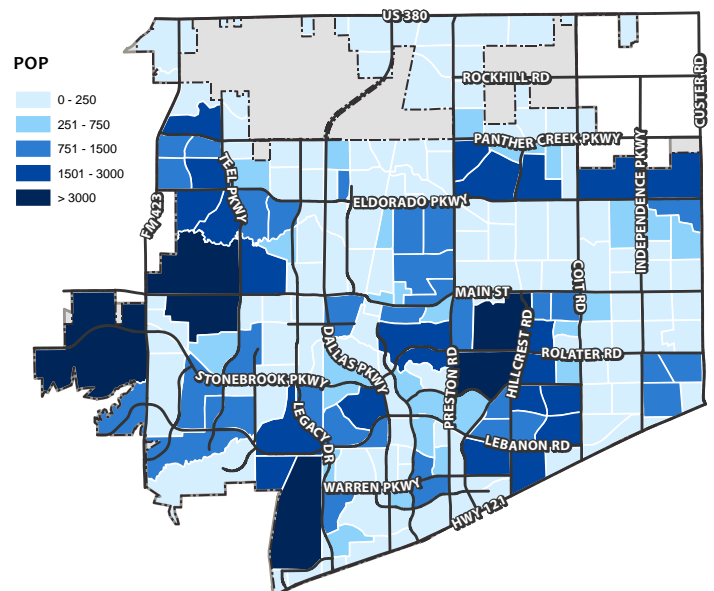 US 380
POP
0 - 250
251 - 750
751 - 1500
1501 - 3000
> 3000
ROCKHILL RD
CUSTER RD
PANTHER CREEK PKWY
INDEPENDENCE PKWY
TEEL PKWY
FM 423
ELDORADO PKWY
MAIN ST
COIT RD
HILLCREST RD
DALLAS PKWY
PRESTON RD
ROLATER RD
STONEBROOK PKWY
LEGACY DR
LEBANON RD
WARREN PKWY
HWY 121